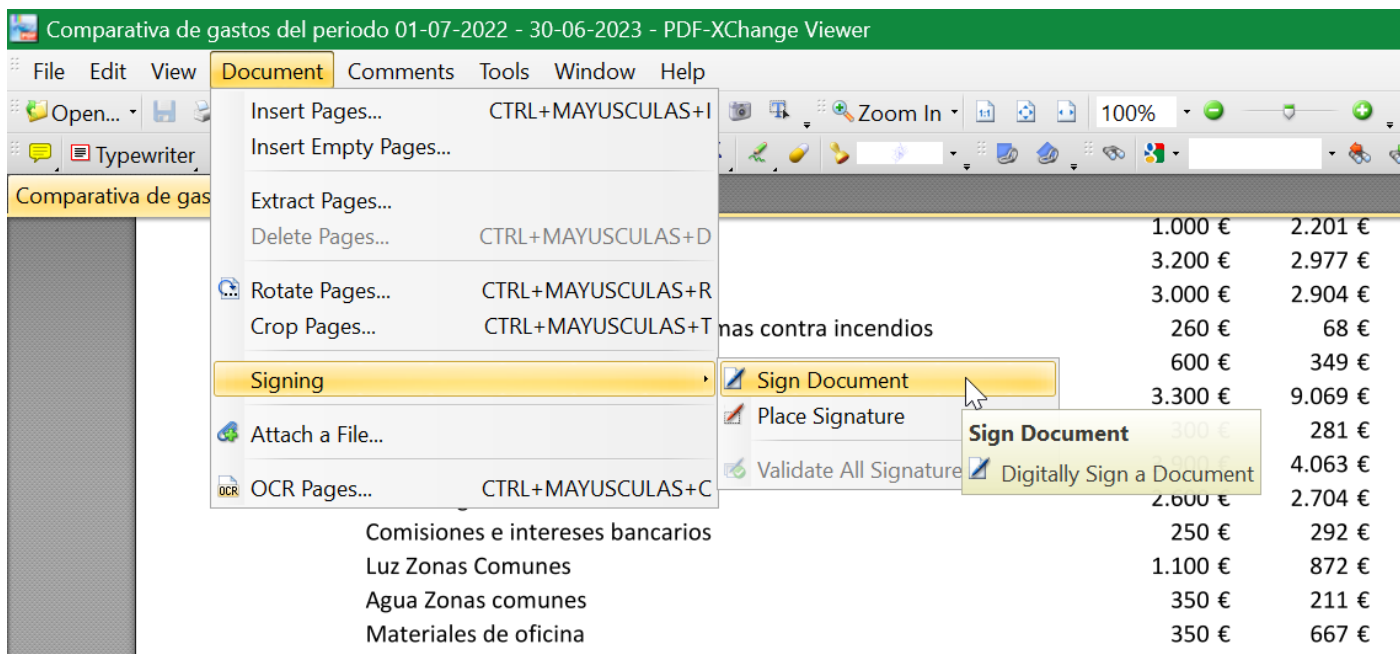 Comparativa de gastos del periodo 01-07-2022 - 30-06-2023 - PDF-XChange Viewer
File Edit View Document Comments Tools Window Help
Open... Zoom In 1:1 100%
Typewriter
Comparativa de gas
Insert Pages... CTRL+MAYUSCULAS+I
Insert Empty Pages...
Extract Pages...
Delete Pages... CTRL+MAYUSCULAS+D
Rotate Pages... CTRL+MAYUSCULAS+R
Crop Pages... CTRL+MAYUSCULAS+T
Signing
Attach a File...
OCR OCR Pages... CTRL+MAYUSCULAS+C
Sign Document
Place Signature
Validate All Signature
Sign Document
Digitally Sign a Document
1.000 € 2.201 €
3.200 € 2.977 €
3.000 € 2.904 €
mas contra incendios 260 € 68 €
600 € 349 €
3.300 € 9.069 €
300 € 281 €
4.063 €
2.600 € 2.704 €
Comisiones e intereses bancarios 250 € 292 €
Luz Zonas Comunes 1.100 € 872 €
Agua Zonas comunes 350 € 211 €
Materiales de oficina 350 € 667 €